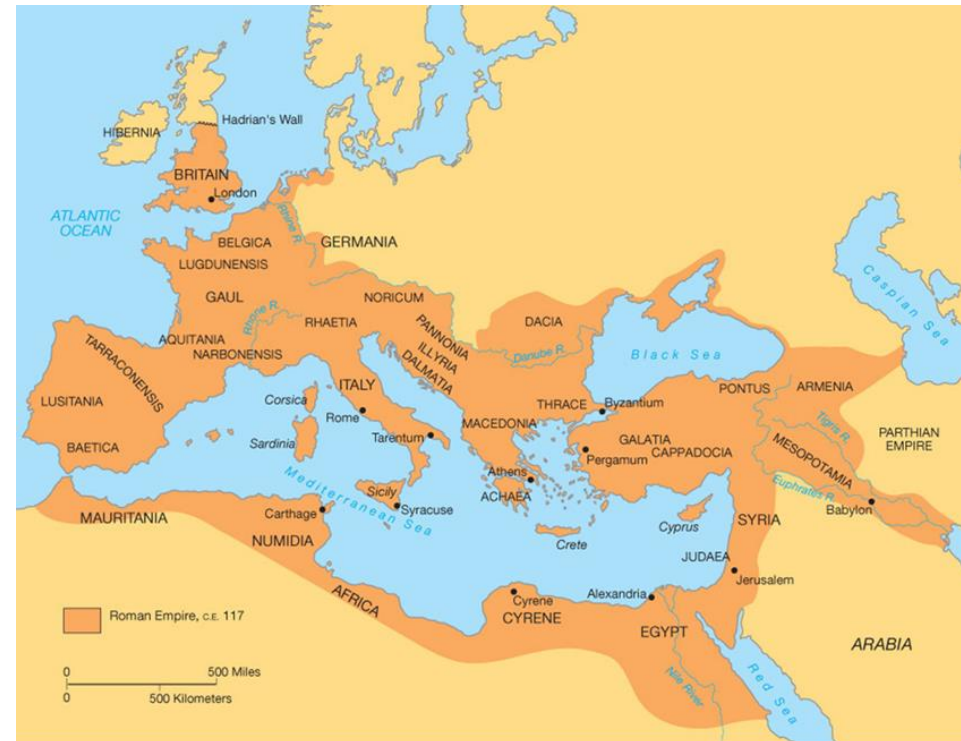 Hadrian's Wall
HIBERNIA
BRITAIN
London
ATLANTIC
OCEAN
Rhine R.
BELGICA
GERMANIA
LUGDUNENSIS
GAUL
NORICUM
Rhone R.
RHAETIA
DACIA
PANNONIA
AQUITANIA
NARBONENSIS
ILLYRIA
DALMATIA
Danube R.
Black Sea
Caspian Sea
TARRACONENSIS
LUSITANIA
BAETICA
ITALY
Corsica
Rome
Sardinia
Tarentum
MACEDONIA
THRACE
Byzantium
PONTUS
ARMENIA
Tigris R.
PARTHIAN
EMPIRE
GALATIA
CAPPADOCIA
Pergamum
MESOPOTAMIA
Euphrates R.
Babylon
Athens
ACHAEA
Sicily
Syracuse
Mediterranean Sea
Carthage
MAURITANIA
NUMIDIA
Crete
Cyprus
SYRIA
JUDAEA
Jerusalem
AFRICA
Cyrene
CYRENE
Alexandria
EGYPT
Nile River
Red Sea
ARABIA
Roman Empire, C.E. 117
0 500 Miles
0 500 Kilometers